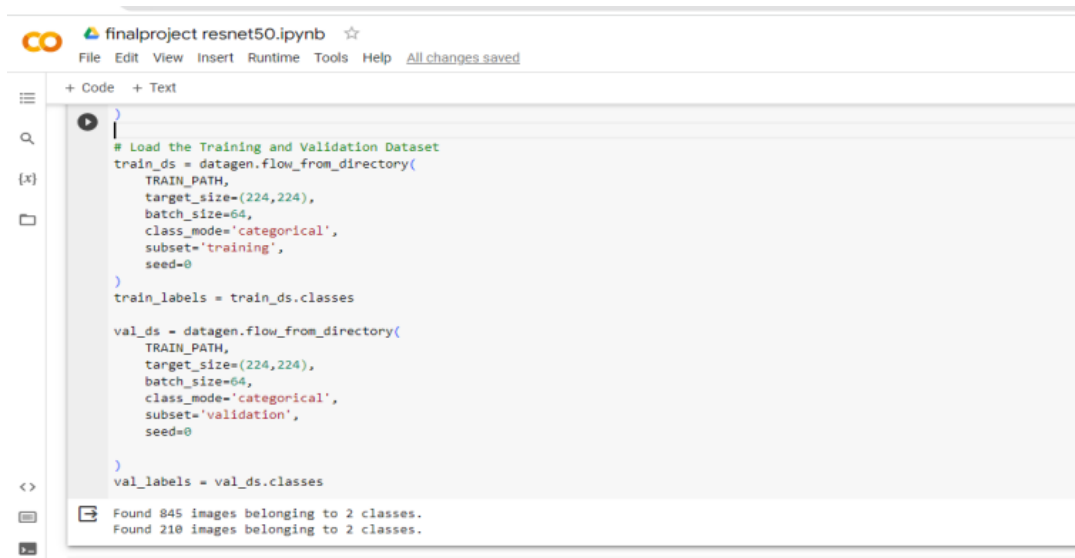 CO
finalproject resnet50.ipynb
File Edit View Insert Runtime Tools Help All changes saved
+ Code + Text
)
# Load the Training and Validation Dataset
train_ds = datagen.flow_from_directory(
    TRAIN_PATH,
    target_size=(224,224),
    batch_size=64,
    class_mode='categorical',
    subset='training',
    seed=0
)
train_labels = train_ds.classes
val_ds = datagen.flow_from_directory(
    TRAIN_PATH,
    target_size=(224,224),
    batch_size=64,
    class_mode='categorical',
    subset='validation',
    seed=0
)
val_labels = val_ds.classes
Found 845 images belonging to 2 classes.
Found 210 images belonging to 2 classes.
{x}
<>